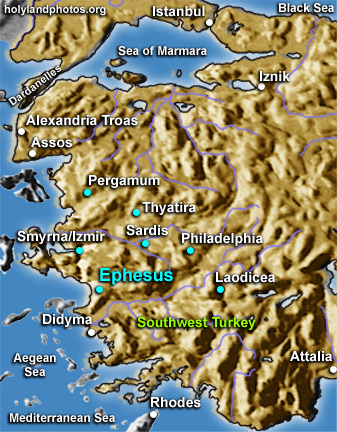 holylandphotos.org
Istanbul
Black Sea
Sea of Marmara
Iznik
Dardanelles
Alexandria Troas
Assos
Pergamum
Thyatira
Sardis
Smyrna/Izmir
Philadelphia
Ephesus
Laodicea
Didyma
Southwest Turkey
Aegean
Sea
Attalia
Rhodes
Mediterranean Sea